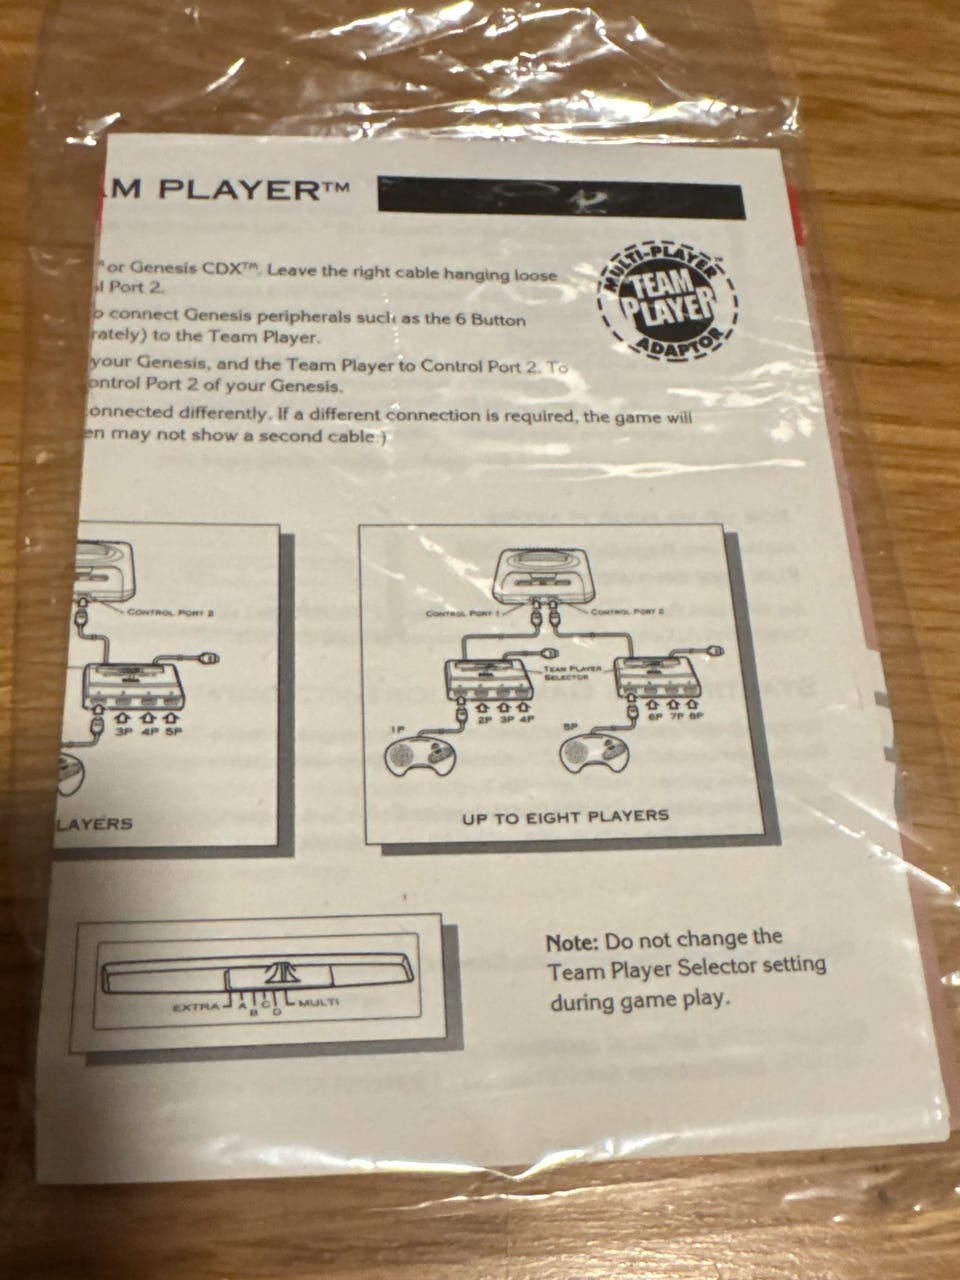 M PLAYER™
MULTI-PLAYER
TEAM
PLAYER
ADAPTOR
or Genesis CDX™. Leave the right cable hanging loose
l Port 2.
o connect Genesis peripherals such as the 6 Button
rately) to the Team Player.
your Genesis, and the Team Player to Control Port 2. To
ontrol Port 2 of your Genesis.
onnected differently. If a different connection is required, the game will
en may not show a second cable.)
CONTROL PORT 2
3P 4P 5P
LAYERS
CONTROL PORT 1
CONTROL PORT 2
TEAM PLAYER
SELECTOR
1P
2P 3P 4P
5P
6P 7P 8P
UP TO EIGHT PLAYERS
EXTRA A B C D MULTI
Note: Do not change the
Team Player Selector setting
during game play.